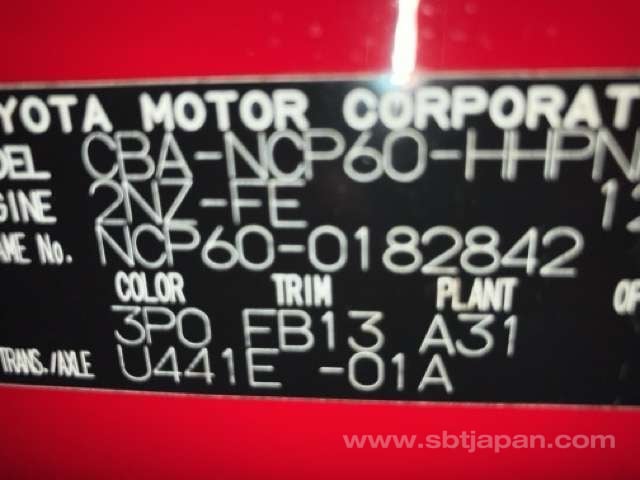 YOTA MOTOR CORPORAT
DEL CBA-NCP60-HHPN
GINE 2NZ-FE 12
AME No. NCP60-0182842
COLOR TRIM PLANT OP
3P0 FB13 A31
TRANS./AXLE U441E -01A
www.sbtjapan.com